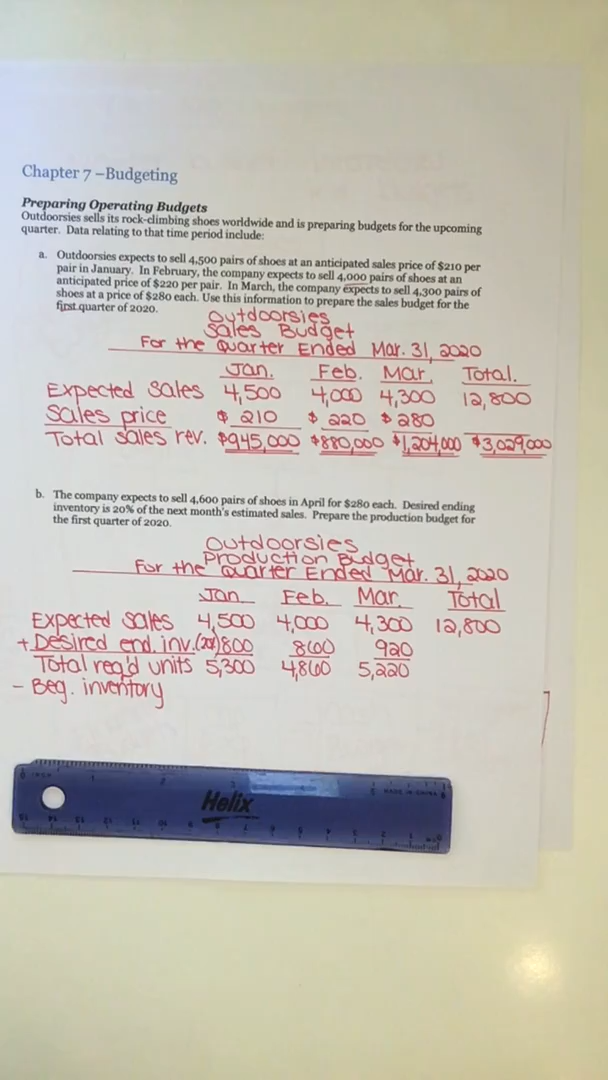 Chapter 7 –Budgeting
Preparing Operating Budgets
Outdoorsies sells its rock-climbing shoes worldwide and is preparing budgets for the upcoming
quarter. Data relating to that time period include:
a. Outdoorsies expects to sell 4,500 pairs of shoes at an anticipated sales price of $210 per
pair in January. In February, the company expects to sell 4,000 pairs of shoes at an
anticipated price of $220 per pair. In March, the company expects to sell 4,300 pairs of
shoes at a price of $280 each. Use this information to prepare the sales budget for the
first quarter of 2020.
Outdoorsies
Sales Budget
For the Quarter Ended Mar. 31, 2020
Jan. Feb. Mar. Total.
Expected Sales 4,500 4,000 4,300 12,800
Sales price $ 210 $ 220 $ 280
Total sales rev. $945,000 $880,000 $1,204,000 $3,029,000
b. The company expects to sell 4,600 pairs of shoes in April for $280 each. Desired ending
inventory is 20% of the next month's estimated sales. Prepare the production budget for
the first quarter of 2020.
Outdoorsies
Production Budget
For the Quarter Ended Mar. 31, 2020
Jan Feb. Mar. Total
Expected Sales 4,500 4,000 4,300 12,800
+ Desired end. inv. 800 860 920
Total req'd units 5,300 4,860 5,220
- Beg. inventory
Helix
MADE IN CHINA